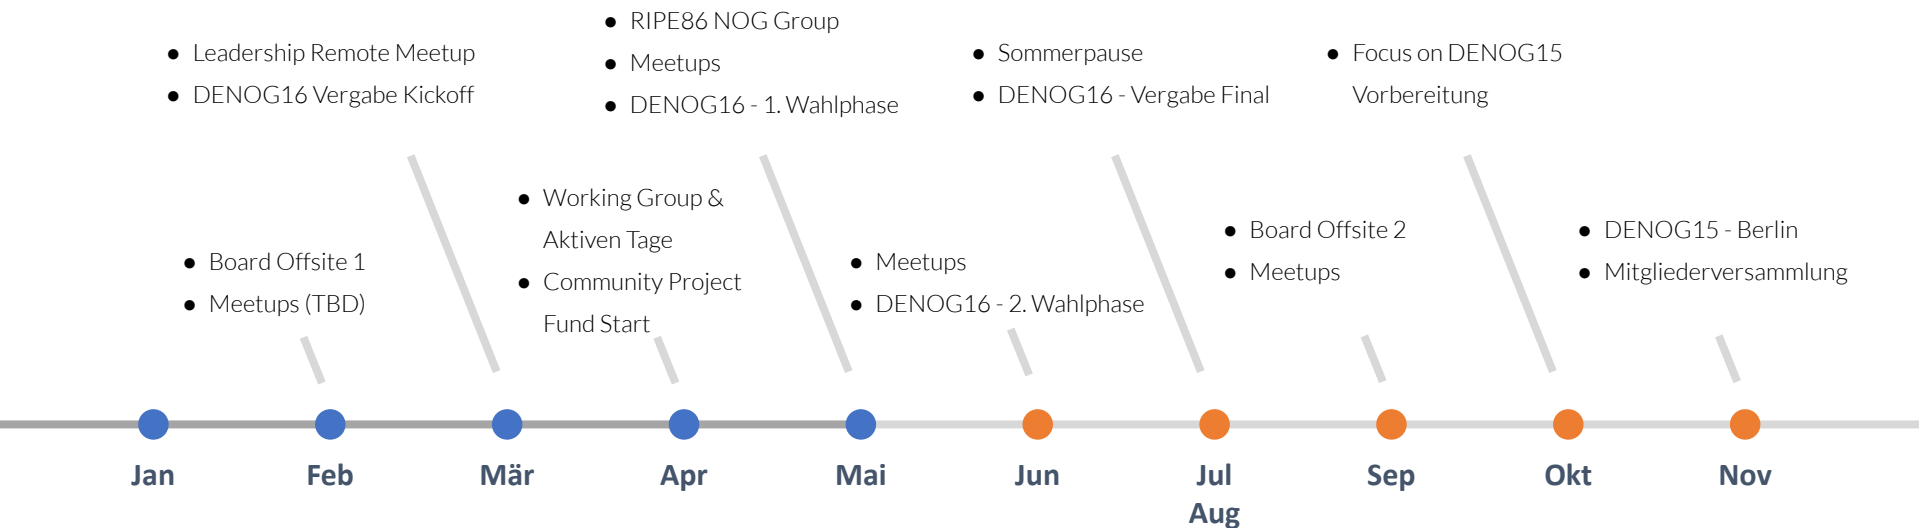 ● Leadership Remote Meetup
● DENOG16 Vergabe Kickoff
● RIPE86 NOG Group
● Meetups
● DENOG16 - 1. Wahlphase
● Sommerpause
● DENOG16 - Vergabe Final
● Focus on DENOG15
Vorbereitung
● Board Offsite 1
● Meetups (TBD)
● Working Group &
Aktiven Tage
● Community Project
Fund Start
● Meetups
● DENOG16 - 2. Wahlphase
● Board Offsite 2
● Meetups
● DENOG15 - Berlin
● Mitgliederversammlung
Jan
Feb
Mär
Apr
Mai
Jun
Jul
Aug
Sep
Okt
Nov